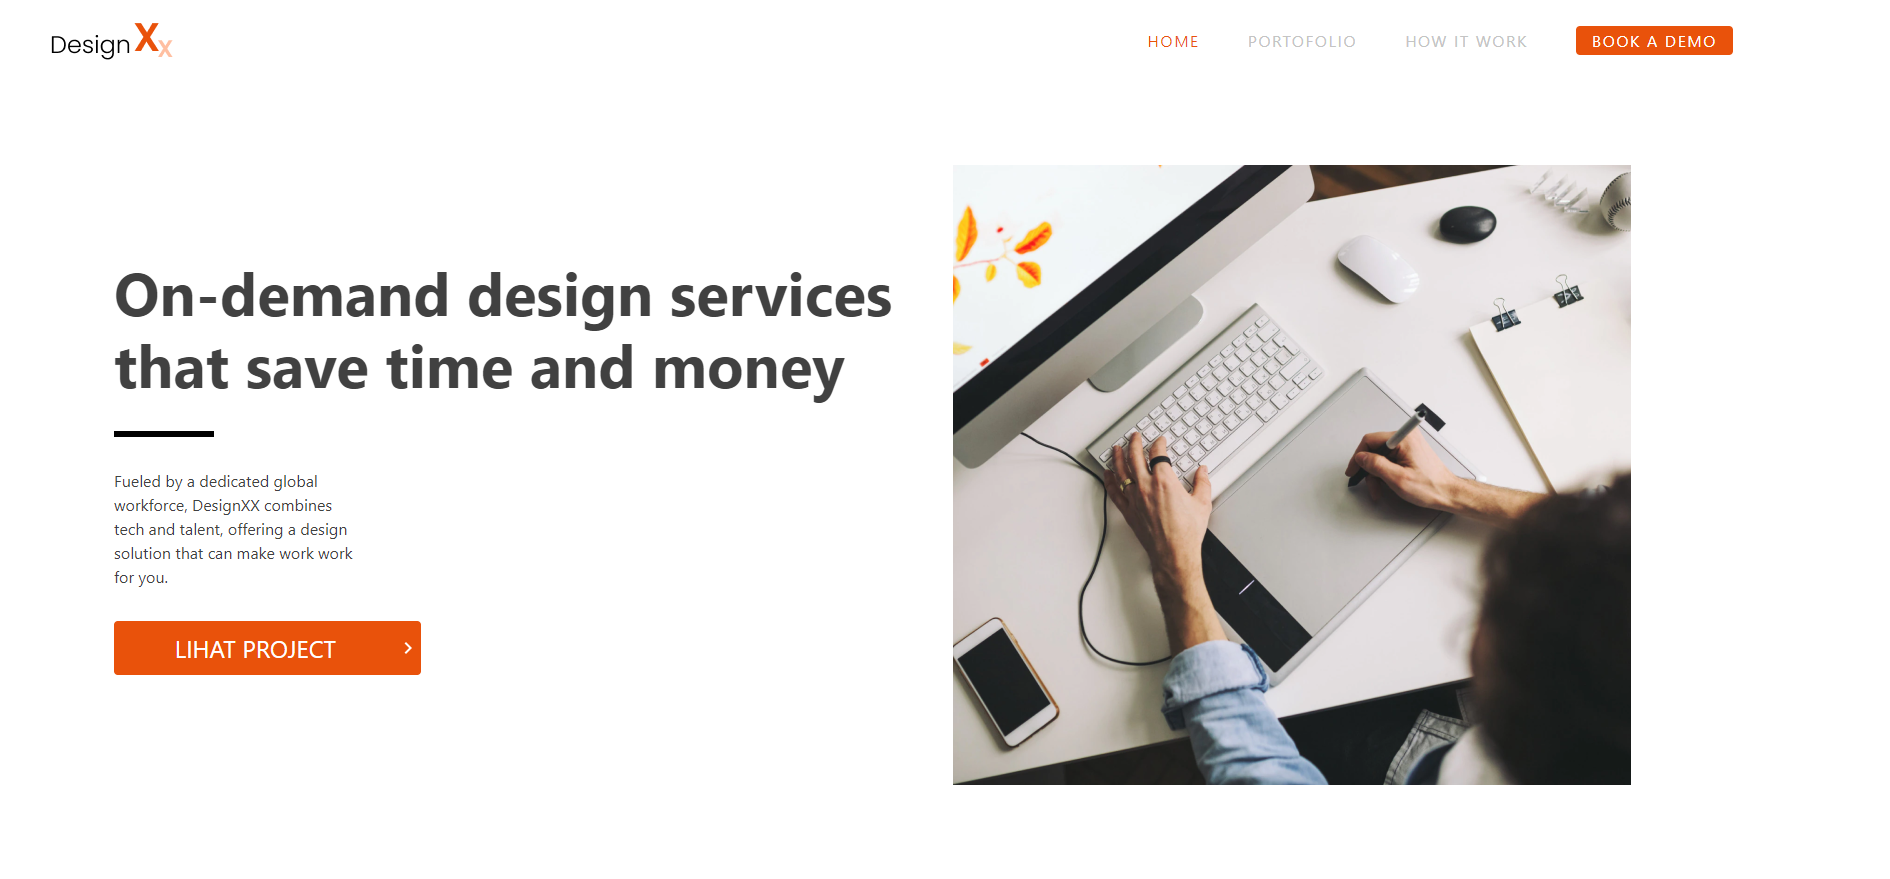 Design Xx
HOME
PORTOFOLIO
HOW IT WORK
BOOK A DEMO
On-demand design services
that save time and money
Fueled by a dedicated global
workforce, DesignXX combines
tech and talent, offering a design
solution that can make work work
for you.
LIHAT PROJECT